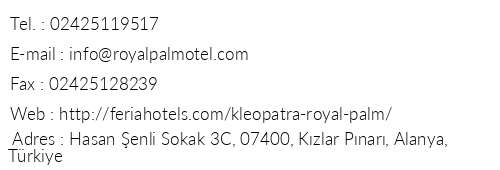 Tel. : 02425119517
E-mail : info@royalpalmotel.com
Fax : 02425128239
Web : http://feriahotels.com/kleopatra-royal-palm/
Adres : Hasan Şenli Sokak 3C, 07400, Kızlar Pınarı, Alanya,
Türkiye